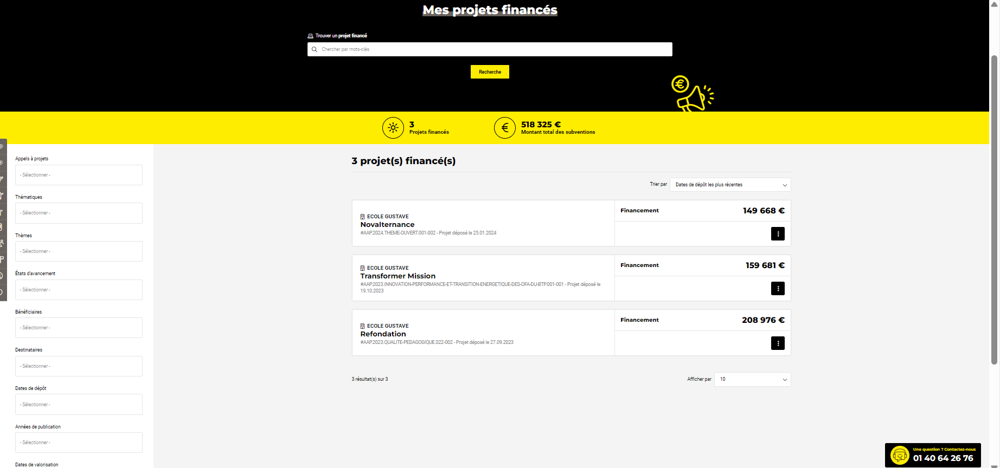 Mes projets financés
Trouver un projet financé
Chercher par mots-clés
Recherche
3
Projets financés
518 325 €
Montant total des subventions
Appels à projets
- Sélectionner -
Thématiques
- Sélectionner -
Thèmes
- Sélectionner -
États d'avancement
- Sélectionner -
Bénéficiaires
- Sélectionner -
Destinataires
- Sélectionner -
Dates de dépôt
- Sélectionner -
Années de publication
- Sélectionner -
Dates de valorisation
3 projet(s) financé(s)
Trier par
Dates de dépôt les plus récentes
ECOLE GUSTAVE
Novalternance
#AAP.2024.THEME-OUVERT.001-002 - Projet déposé le 25.01.2024
Financement
149 668 €
ECOLE GUSTAVE
Transformer Mission
#AAP.2023.INNOVATION-PERFORMANCE-ET-TRANSITION-ENERGETIQUE-DES-OFA-DU-BTP.001-001 - Projet déposé le
19.10.2023
Financement
159 681 €
ECOLE GUSTAVE
Refondation
#AAP.2023.QUALITE-PEDAGOGIQUE.022-002 - Projet déposé le 27.09.2023
Financement
208 976 €
3 résultat(s) sur 3
Afficher par
10
Une question ? Contactez-nous
01 40 64 26 76